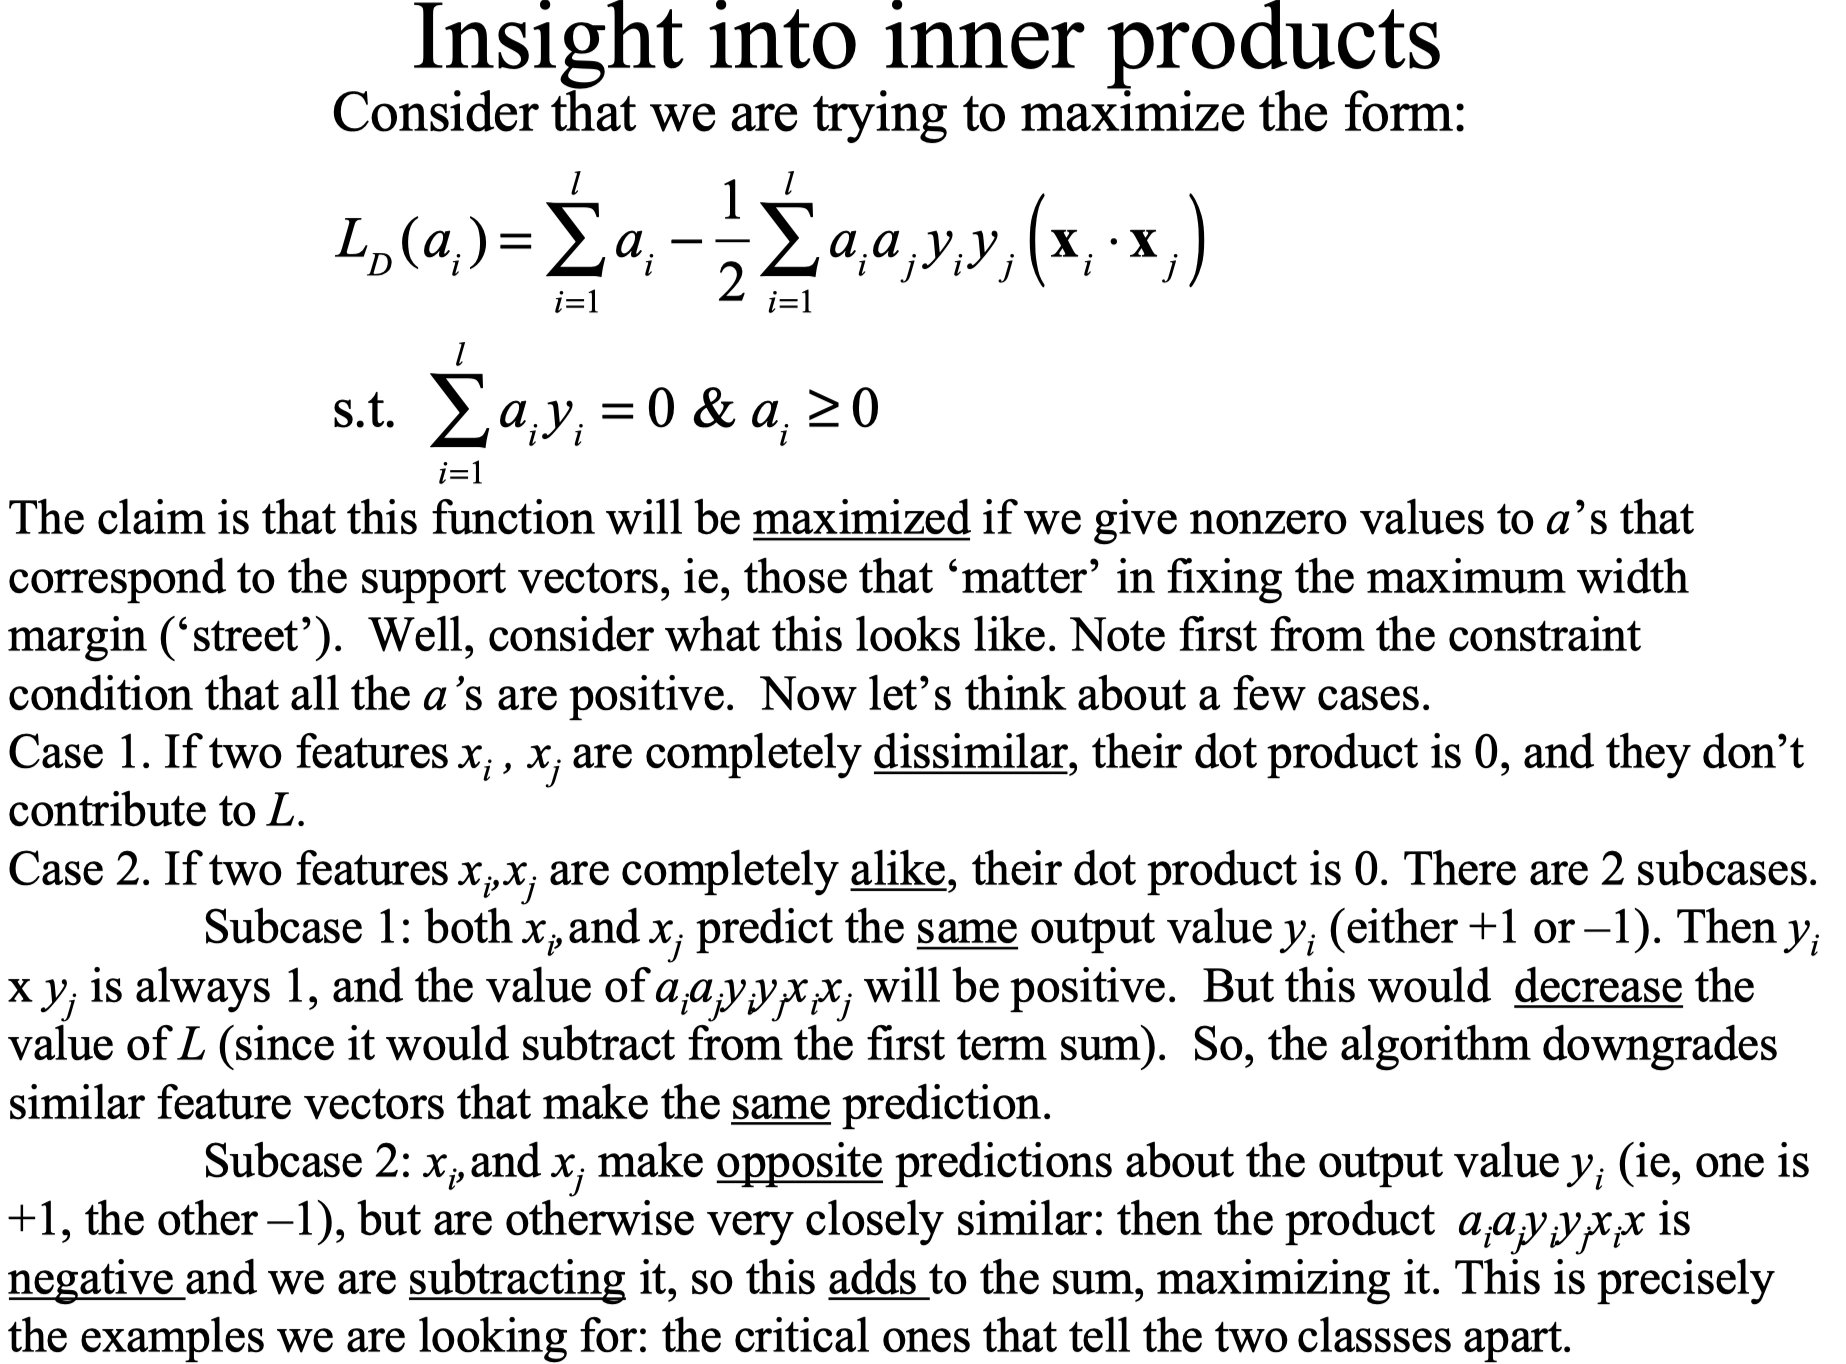 Insight into inner products
Consider that we are trying to maximize the form:
L_D(a_i) = \sum_{i=1}^{l} a_i - \frac{1}{2} \sum_{i=1}^{l} a_i a_j y_i y_j (\mathbf{x}_i \cdot \mathbf{x}_j)
s.t. \sum_{i=1}^{l} a_i y_i = 0 & a_i ≥ 0
The claim is that this function will be maximized if we give nonzero values to a’s that
correspond to the support vectors, ie, those that ‘matter’ in fixing the maximum width
margin (‘street’).  Well, consider what this looks like. Note first from the constraint
condition that all the a’s are positive.  Now let’s think about a few cases.
Case 1. If two features x_i , x_j are completely dissimilar, their dot product is 0, and they don’t
contribute to L.
Case 2. If two features x_i,x_j are completely alike, their dot product is 0. There are 2 subcases.
Subcase 1: both x_i, and x_j predict the same output value y_i (either +1 or –1). Then y_i
x y_j is always 1, and the value of a_i a_j y_i y_j x_i x_j will be positive.  But this would  decrease the
value of L (since it would subtract from the first term sum).  So, the algorithm downgrades
similar feature vectors that make the same prediction.
Subcase 2: x_i, and x_j make opposite predictions about the output value y_i (ie, one is
+1, the other –1), but are otherwise very closely similar: then the product  a_i a_j y_i y_j x_i x is
negative and we are subtracting it, so this adds to the sum, maximizing it. This is precisely
the examples we are looking for: the critical ones that tell the two classses apart.